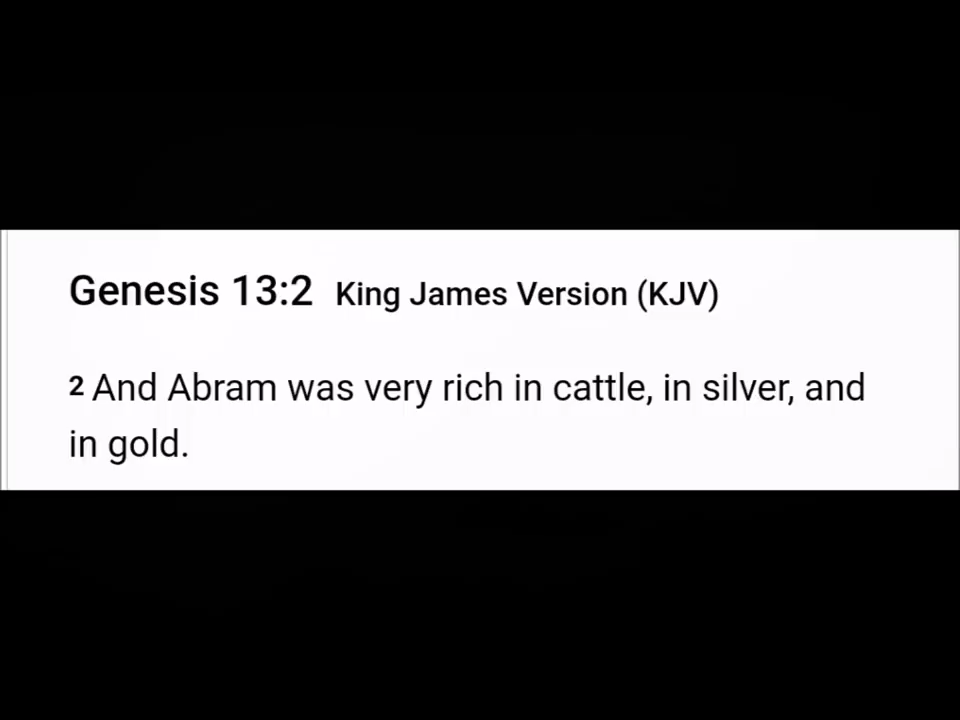 Genesis 13:2 King James Version (KJV)
2 And Abram was very rich in cattle, in silver, and
in gold.